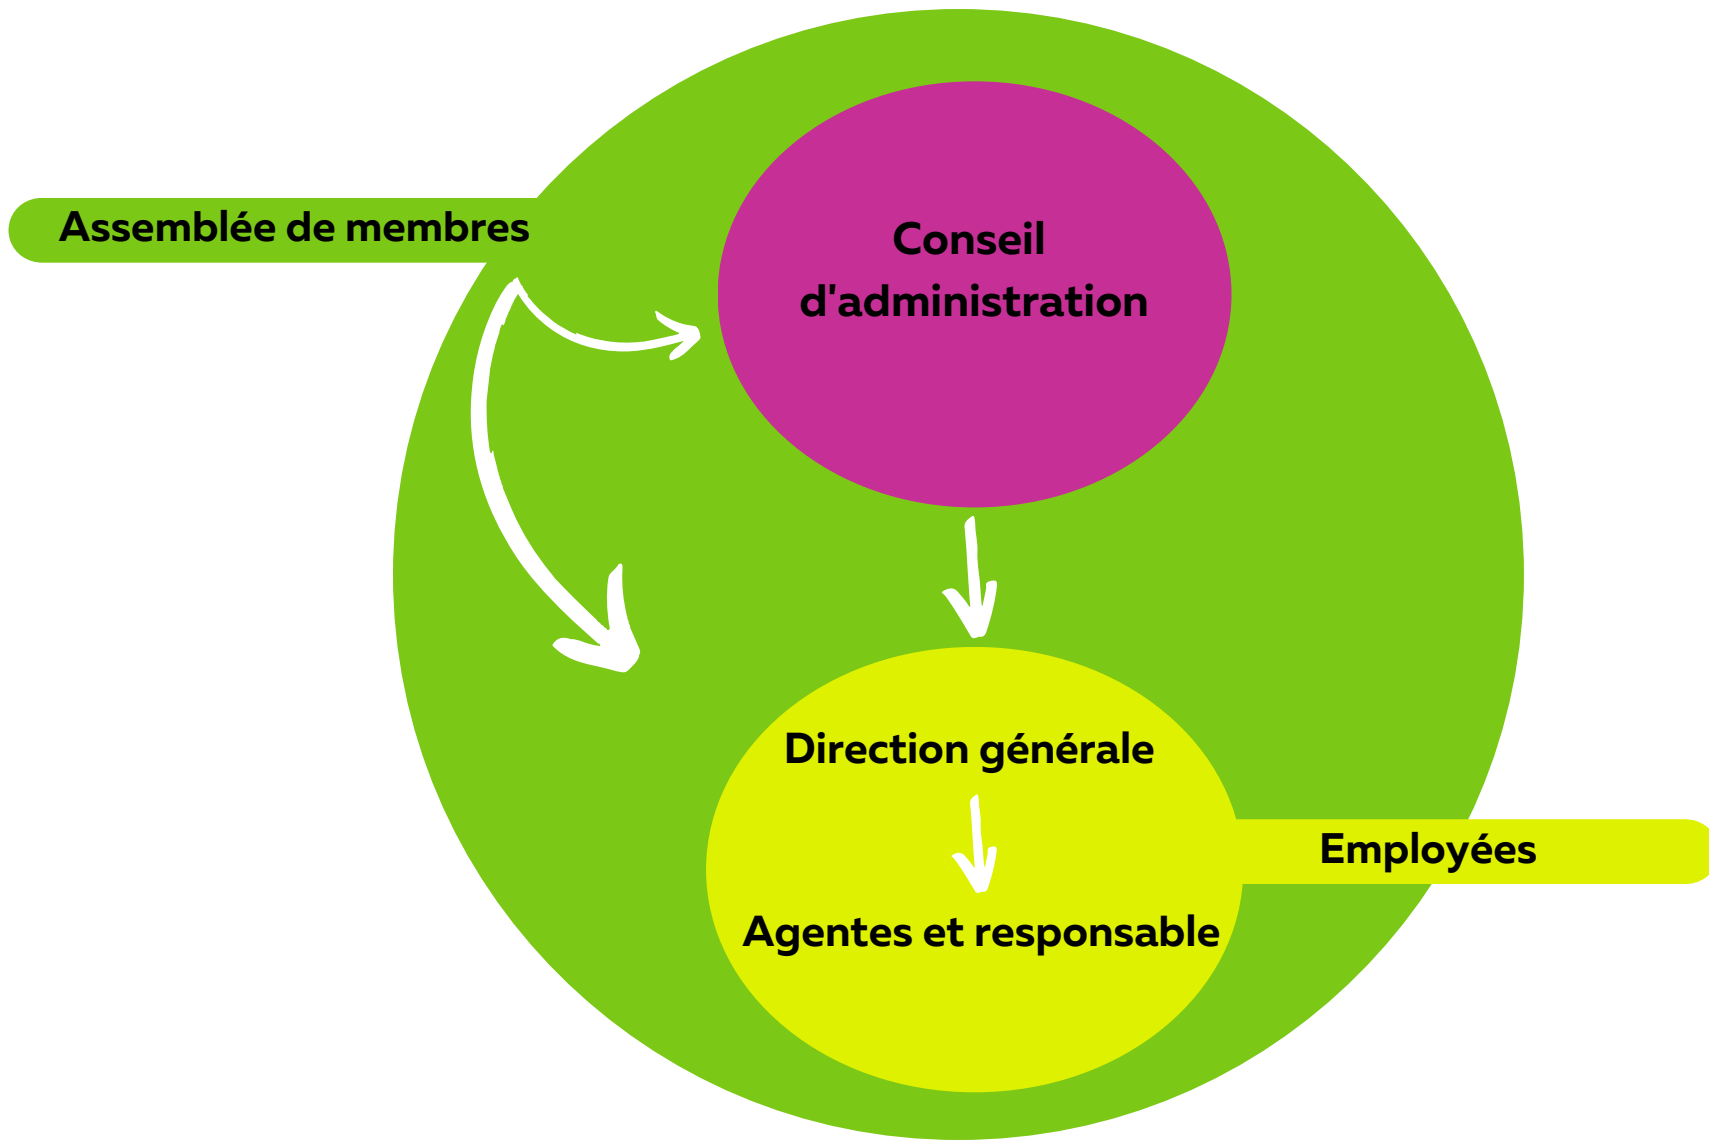 Assemblée de membres
Conseil
d'administration
Direction générale
Employées
Agentes et responsable